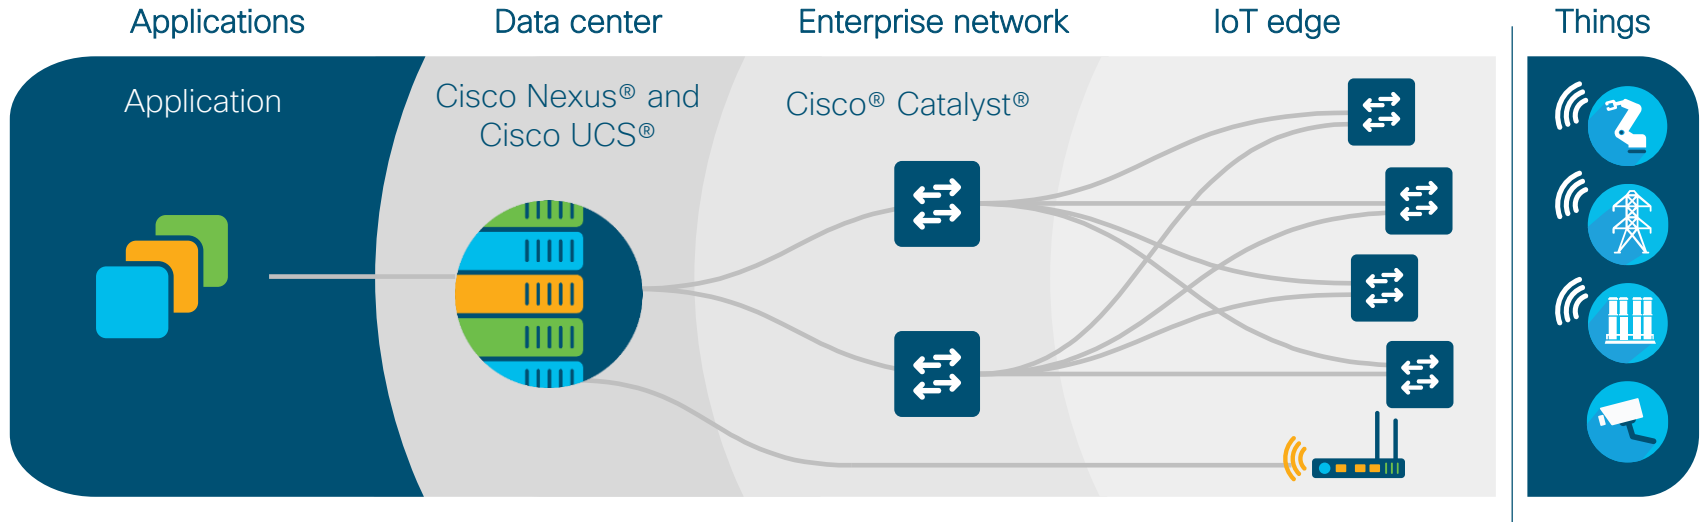 Applications
Data center
Enterprise network
IoT edge
Things
Application
Cisco Nexus® and
Cisco UCS®
Cisco® Catalyst®